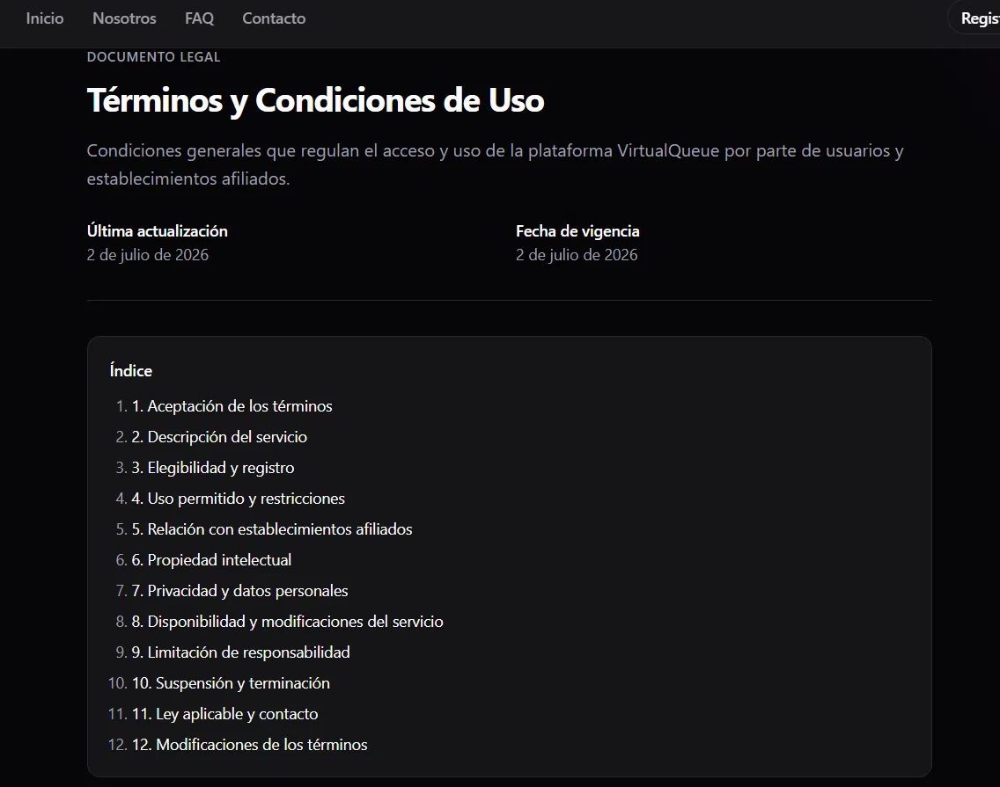 Inicio Nosotros FAQ Contacto Regis
DOCUMENTO LEGAL
Términos y Condiciones de Uso
Condiciones generales que regulan el acceso y uso de la plataforma VirtualQueue por parte de usuarios y
establecimientos afiliados.
Última actualización Fecha de vigencia
2 de julio de 2026 2 de julio de 2026
Índice
1. 1. Aceptación de los términos
2. 2. Descripción del servicio
3. 3. Elegibilidad y registro
4. 4. Uso permitido y restricciones
5. 5. Relación con establecimientos afiliados
6. 6. Propiedad intelectual
7. 7. Privacidad y datos personales
8. 8. Disponibilidad y modificaciones del servicio
9. 9. Limitación de responsabilidad
10. 10. Suspensión y terminación
11. 11. Ley aplicable y contacto
12. 12. Modificaciones de los términos